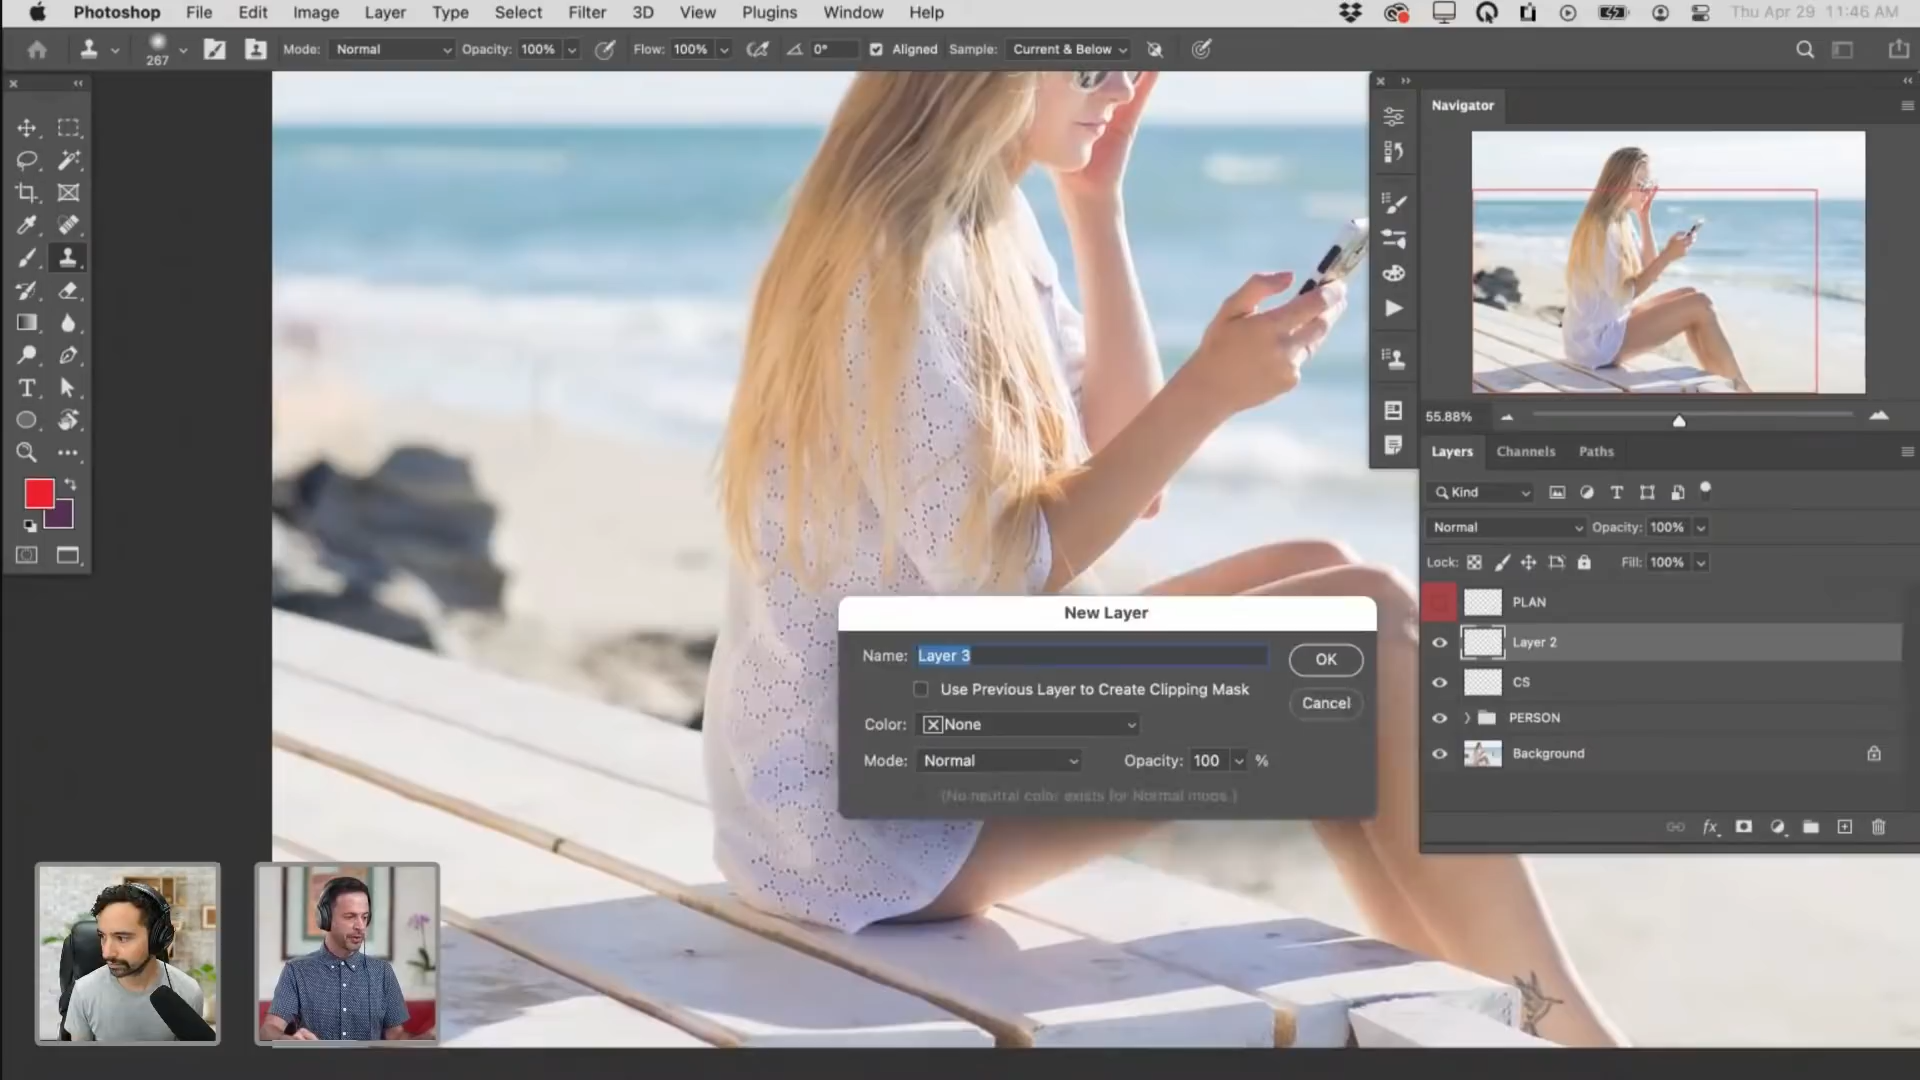 Photoshop File Edit Image Layer Type Select Filter 3D View Plugins Window Help Thu Apr 29 11:46 AM
267 Mode: Normal Opacity: 100% Flow: 100% 0° Aligned Sample: Current & Below
Navigator
55.88%
Layers Channels Paths
Kind
Normal Opacity: 100%
Lock: Fill: 100%
PLAN
Layer 2
CS
PERSON
Background
fx
New Layer
Name: Layer 3 OK
Use Previous Layer to Create Clipping Mask
Cancel
Color: None
Mode: Normal Opacity: 100 %
(No neutral color exists for Normal mode.)